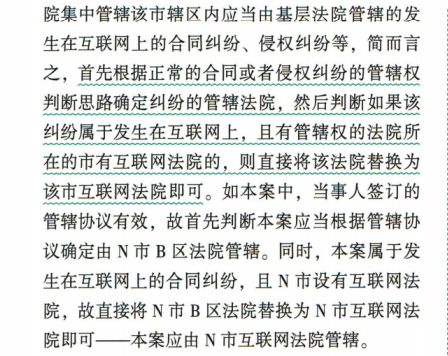 院集中管辖该市辖区内应当由基层法院管辖的发
生在互联网上的合同纠纷、侵权纠纷等，简而言
之，首先根据正常的合同或者侵权纠纷的管辖权
判断思路确定纠纷的管辖法院，然后判断如果该
纠纷属于发生在互联网上，且有管辖权的法院所
在的市有互联网法院的，则直接将该法院替换为
该市互联网法院即可。如本案中，当事人签订的
管辖协议有效，故首先判断本案应当根据管辖协
议确定由 N 市 B 区法院管辖。同时，本案属于发
生在互联网上的合同纠纷，且 N 市设有互联网法
院，故直接将 N 市 B 区法院替换为 N 市互联网法
院即可——本案应由 N 市互联网法院管辖。